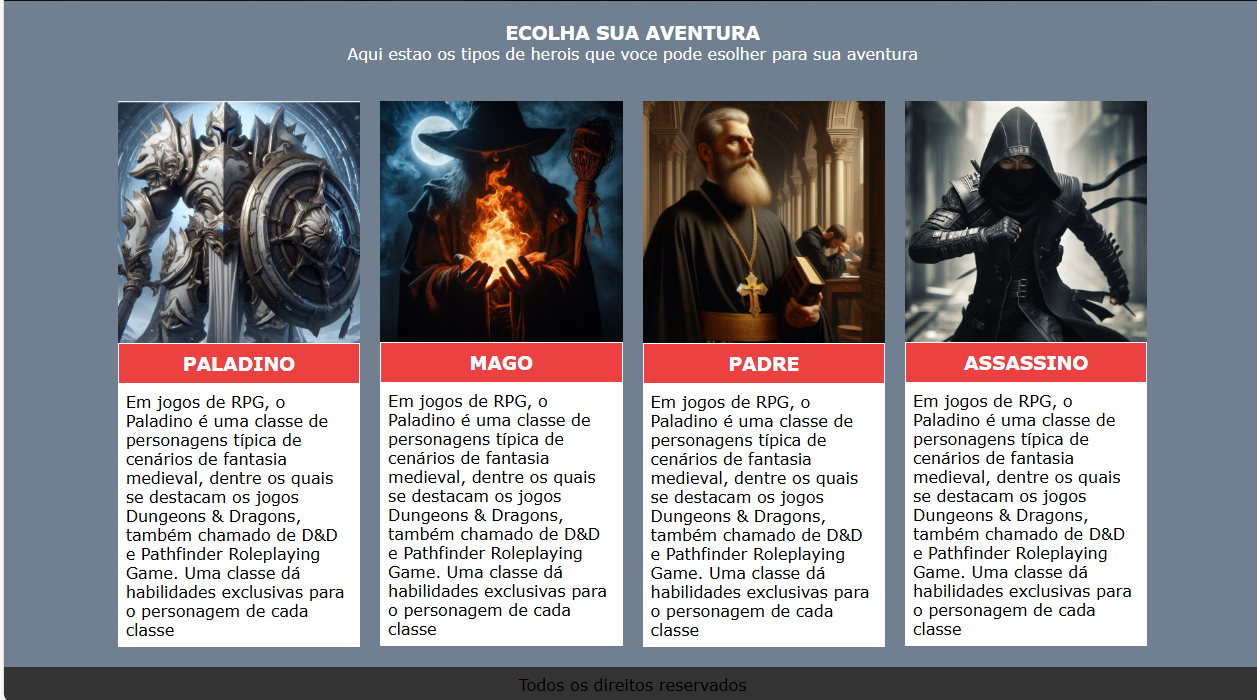 ECOLHA SUA AVENTURA
Aqui estao os tipos de herois que voce pode esolher para sua aventura
PALADINO
Em jogos de RPG, o
Paladino é uma classe de
personagens típica de
cenários de fantasia
medieval, dentre os quais
se destacam os jogos
Dungeons & Dragons,
também chamado de D&D
e Pathfinder Roleplaying
Game. Uma classe dá
habilidades exclusivas para
o personagem de cada
classe
MAGO
Em jogos de RPG, o
Paladino é uma classe de
personagens típica de
cenários de fantasia
medieval, dentre os quais
se destacam os jogos
Dungeons & Dragons,
também chamado de D&D
e Pathfinder Roleplaying
Game. Uma classe dá
habilidades exclusivas para
o personagem de cada
classe
PADRE
Em jogos de RPG, o
Paladino é uma classe de
personagens típica de
cenários de fantasia
medieval, dentre os quais
se destacam os jogos
Dungeons & Dragons,
também chamado de D&D
e Pathfinder Roleplaying
Game. Uma classe dá
habilidades exclusivas para
o personagem de cada
classe
ASSASSINO
Em jogos de RPG, o
Paladino é uma classe de
personagens típica de
cenários de fantasia
medieval, dentre os quais
se destacam os jogos
Dungeons & Dragons,
também chamado de D&D
e Pathfinder Roleplaying
Game. Uma classe dá
habilidades exclusivas para
o personagem de cada
classe
Todos os direitos reservados